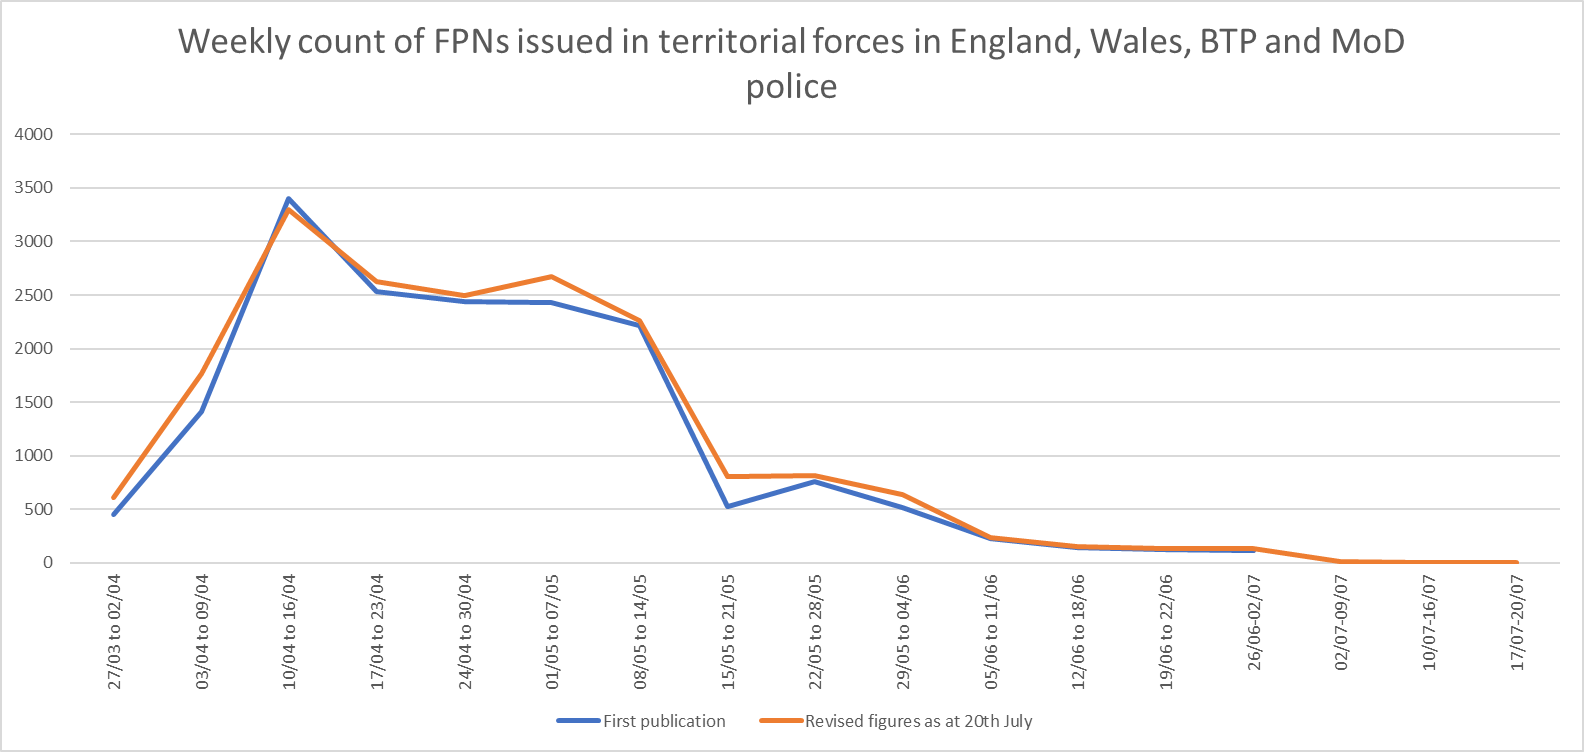 Weekly count of FPNs issued in territorial forces in England, Wales, BTP and MoD
police
4000
3500
3000
2500
2000
1500
1000
500
0
27/03 to 02/04
03/04 to 09/04
10/04 to 16/04
17/04 to 23/04
24/04 to 30/04
01/05 to 07/05
08/05 to 14/05
15/05 to 21/05
22/05 to 28/05
29/05 to 04/06
05/06 to 11/06
12/06 to 18/06
19/06 to 22/06
26/06-02/07
02/07-09/07
10/07-16/07
17/07-20/07
First publication
Revised figures as at 20th July